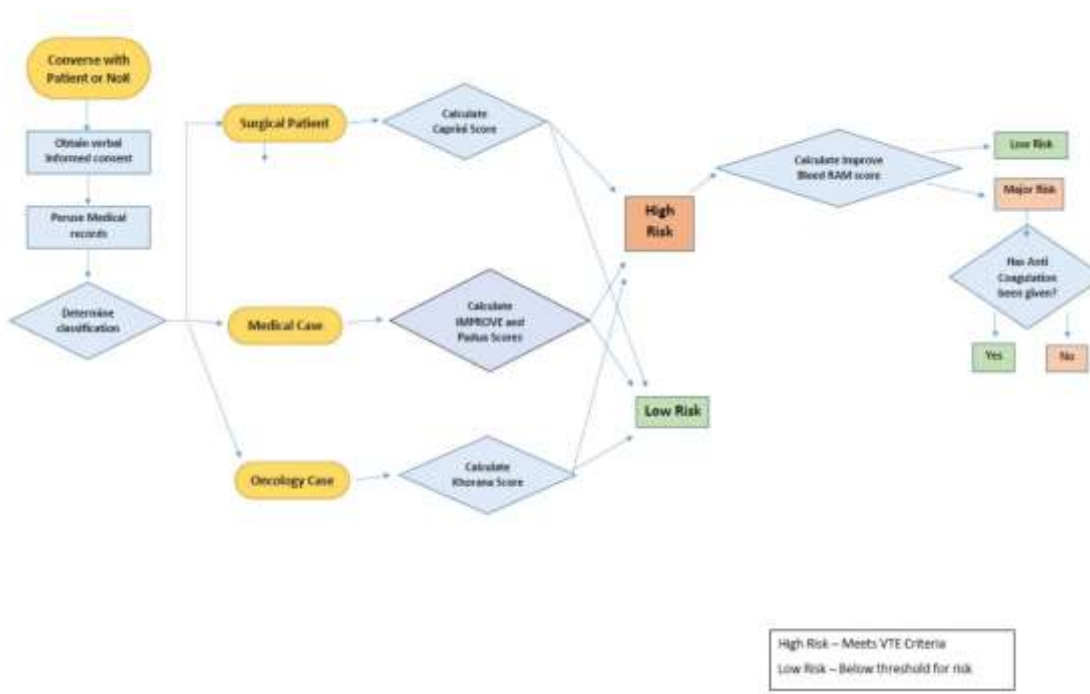 Converse with
Patient or NoK
Obtain verbal
Informed consent
Peruse Medical
records
Determine
classification
Surgical Patient
Calculate
Caprini Score
Medical Case
Calculate
IMPROVE and
Padua Scores
Oncology Case
Calculate
Khorana Score
High
Risk
Low Risk
Calculate Improve
Bleed RAM score
Low Risk
Major Risk
Has Anti
Coagulation
been given?
Yes
No
High Risk – Meets VTE Criteria
Low Risk – Below threshold for risk